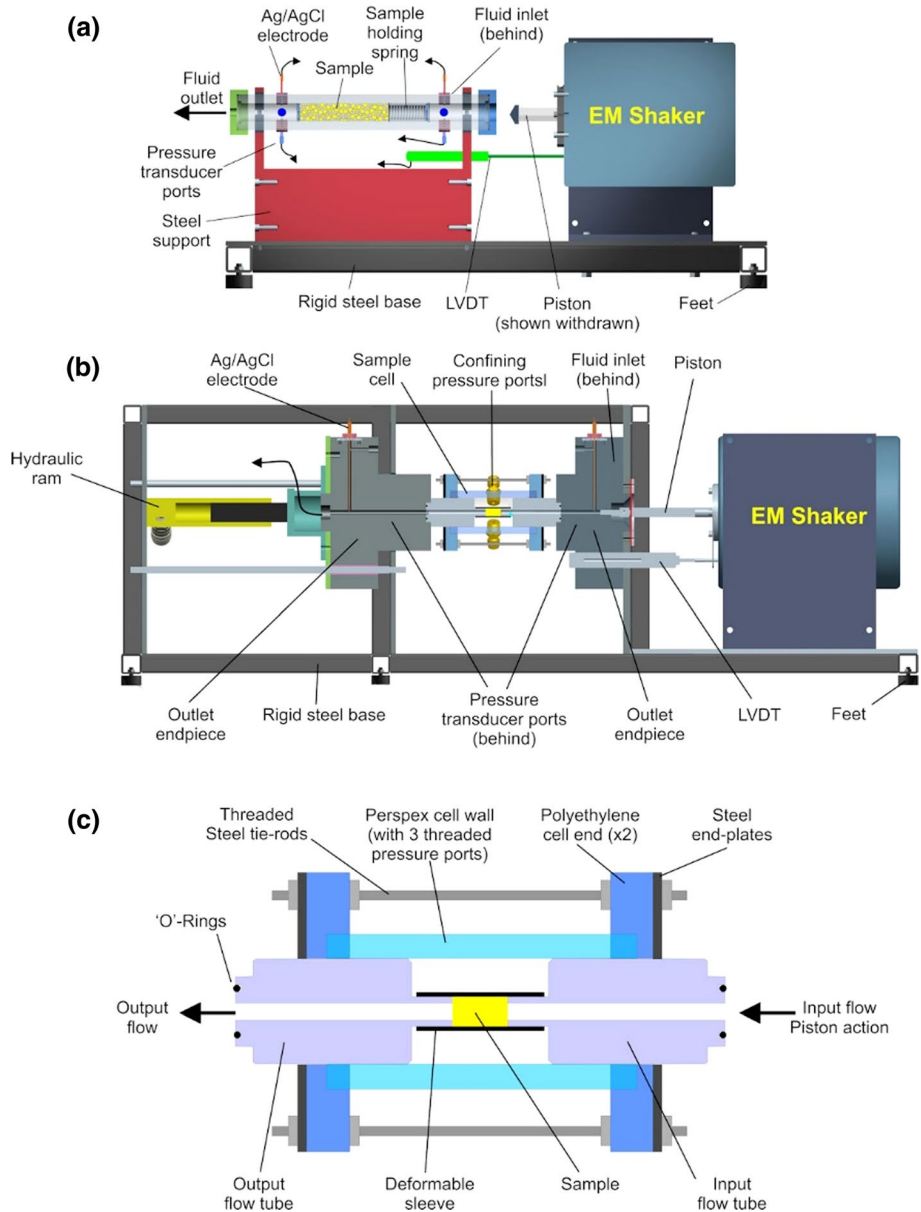 (a)
Ag/AgCl
electrode
Sample
holding
spring
Fluid inlet
(behind)
Sample
Fluid
outlet
EM Shaker
Pressure
transducer
ports
Steel
support
Rigid steel base
LVDT
Piston
(shown withdrawn)
Feet
(b)
Ag/AgCl
electrode
Sample
cell
Confining
pressure portsl
Fluid inlet
(behind)
Piston
Hydraulic
ram
EM Shaker
Outlet
endpiece
Rigid steel base
Pressure
transducer ports
(behind)
Outlet
endpiece
LVDT
Feet
(c)
Threaded
Steel tie-rods
Perspex cell wall
(with 3 threaded
pressure ports)
Polyethylene
cell end (x2)
Steel
end-plates
‘O’-Rings
Output
flow
Input flow
Piston action
Output
flow tube
Deformable
sleeve
Sample
Input
flow tube